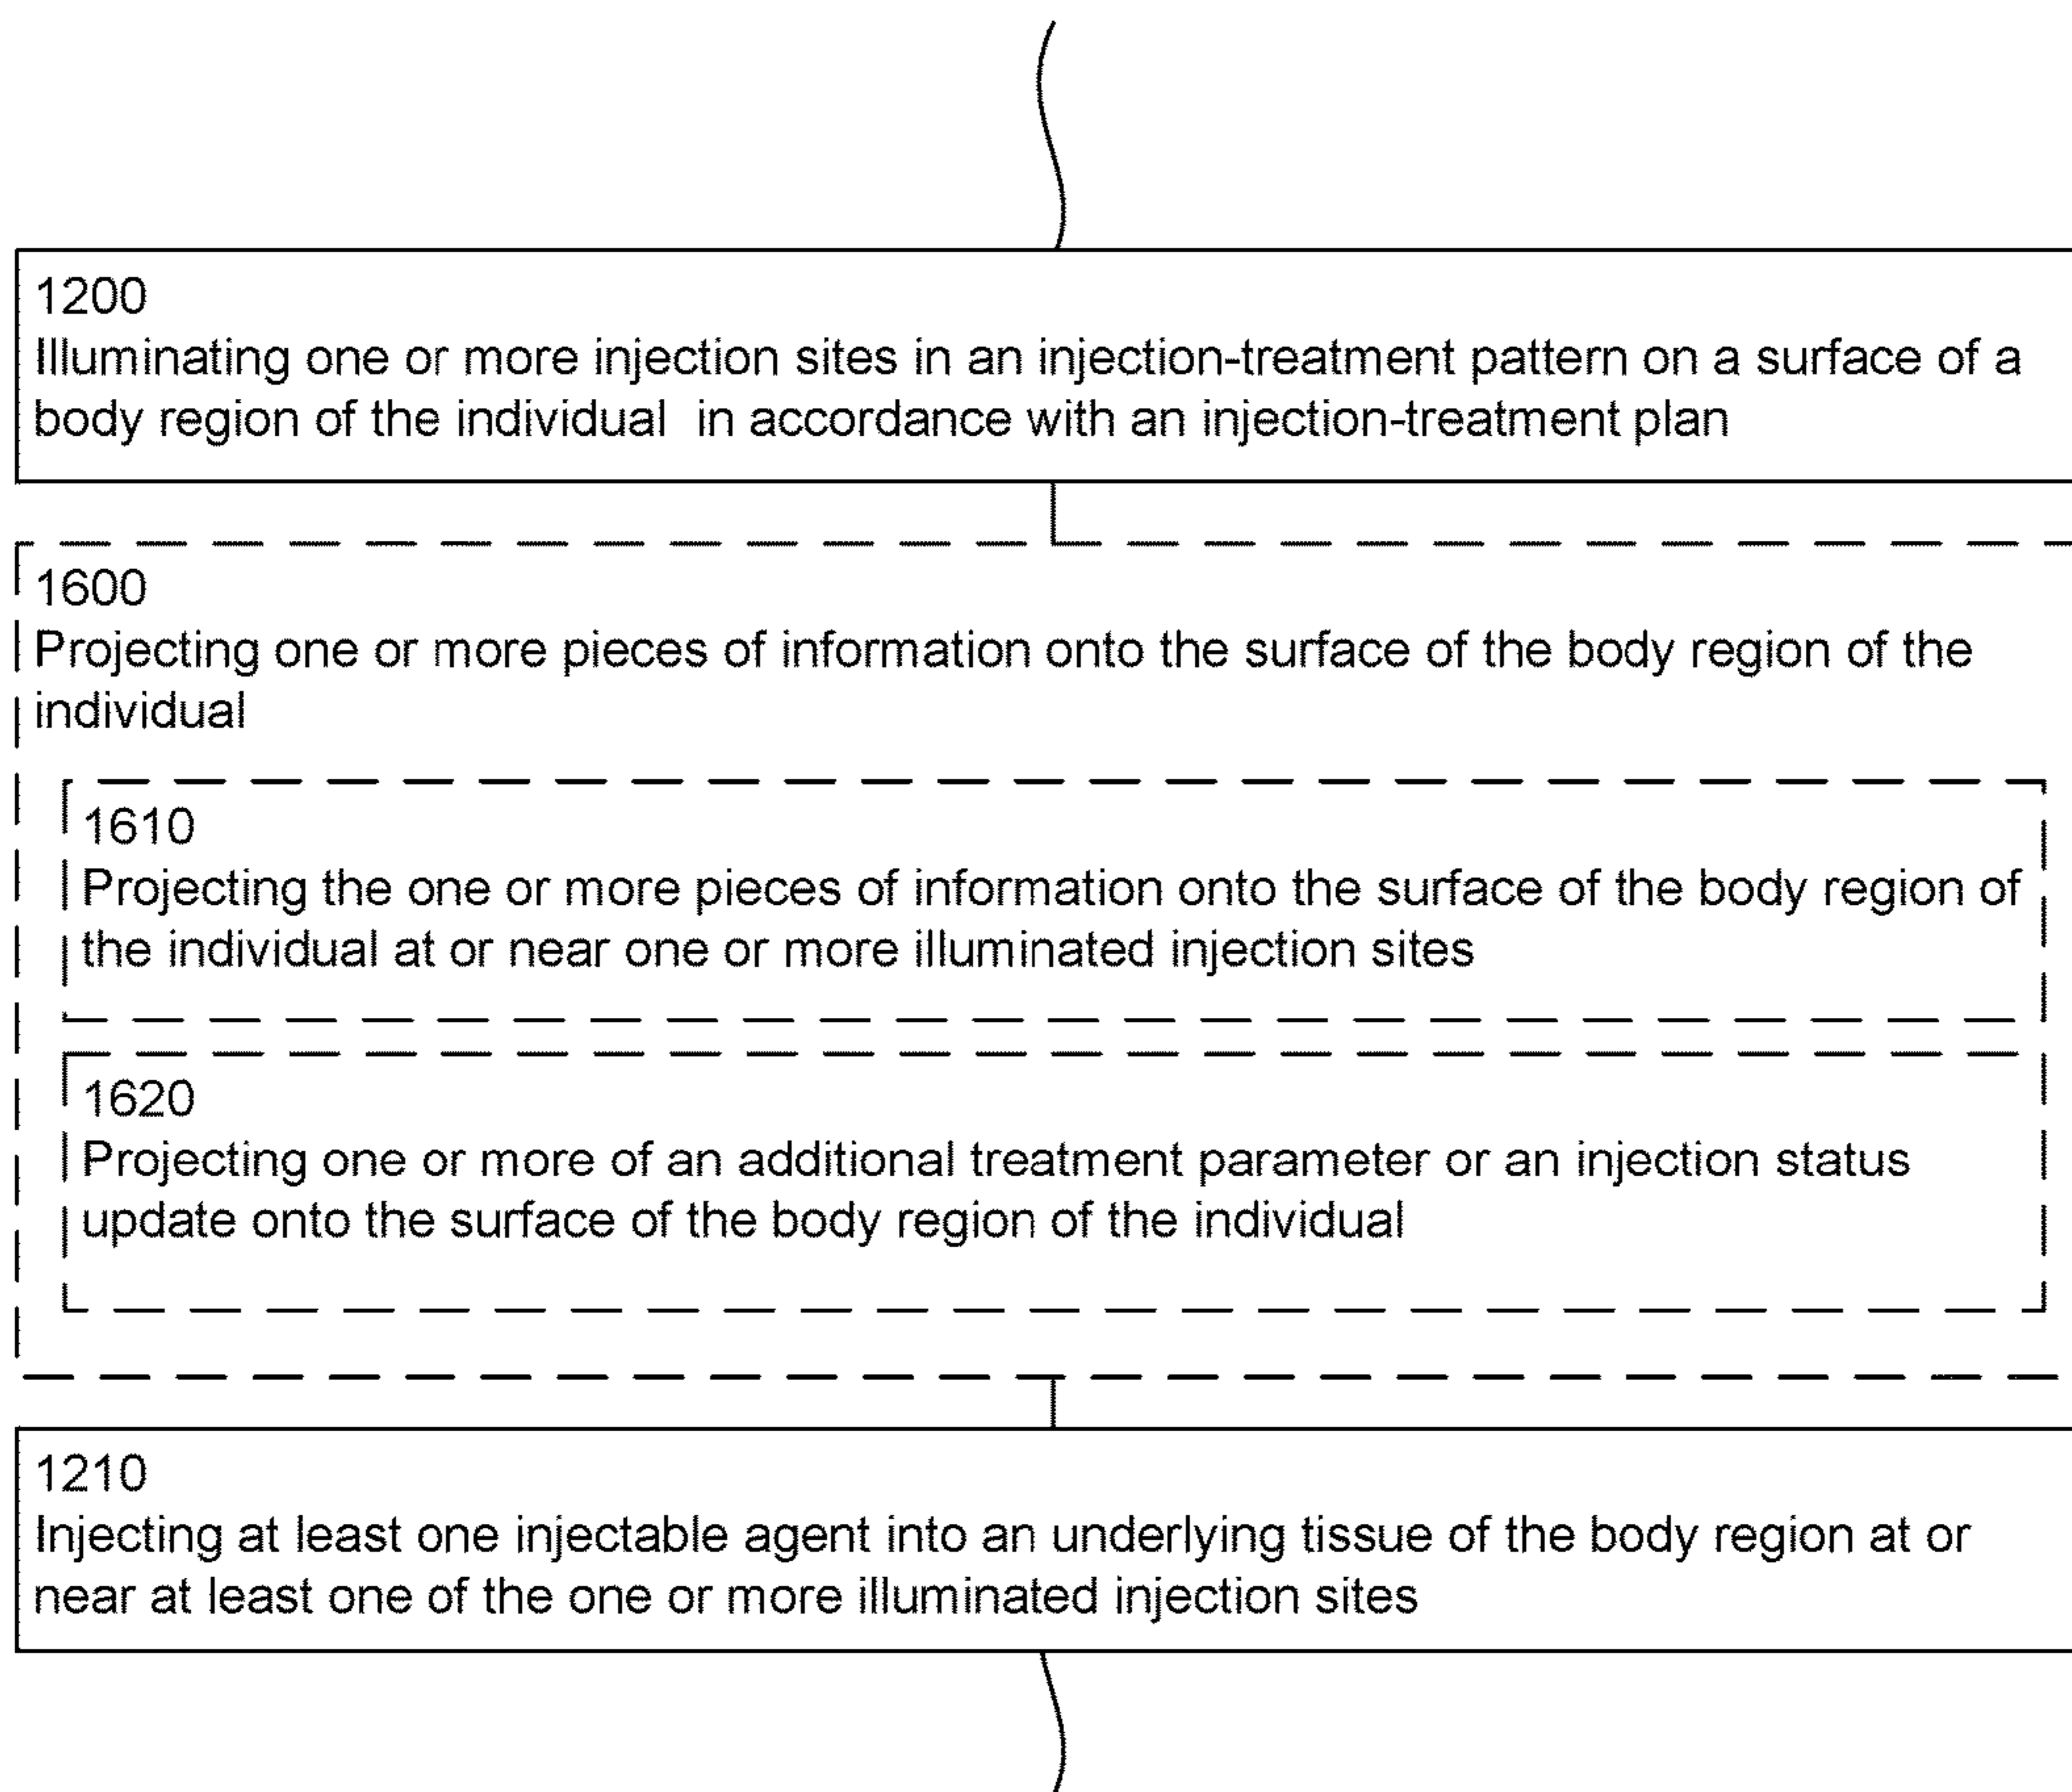 1200
Illuminating one or more injection sites in an injection-treatment pattern on a surface of a
body region of the individual  in accordance with an injection-treatment plan
1600
Projecting one or more pieces of information onto the surface of the body region of the
individual
1610
Projecting the one or more pieces of information onto the surface of the body region of
the individual at or near one or more illuminated injection sites
1620
Projecting one or more of an additional treatment parameter or an injection status
update onto the surface of the body region of the individual
1210
Injecting at least one injectable agent into an underlying tissue of the body region at or
near at least one of the one or more illuminated injection sites